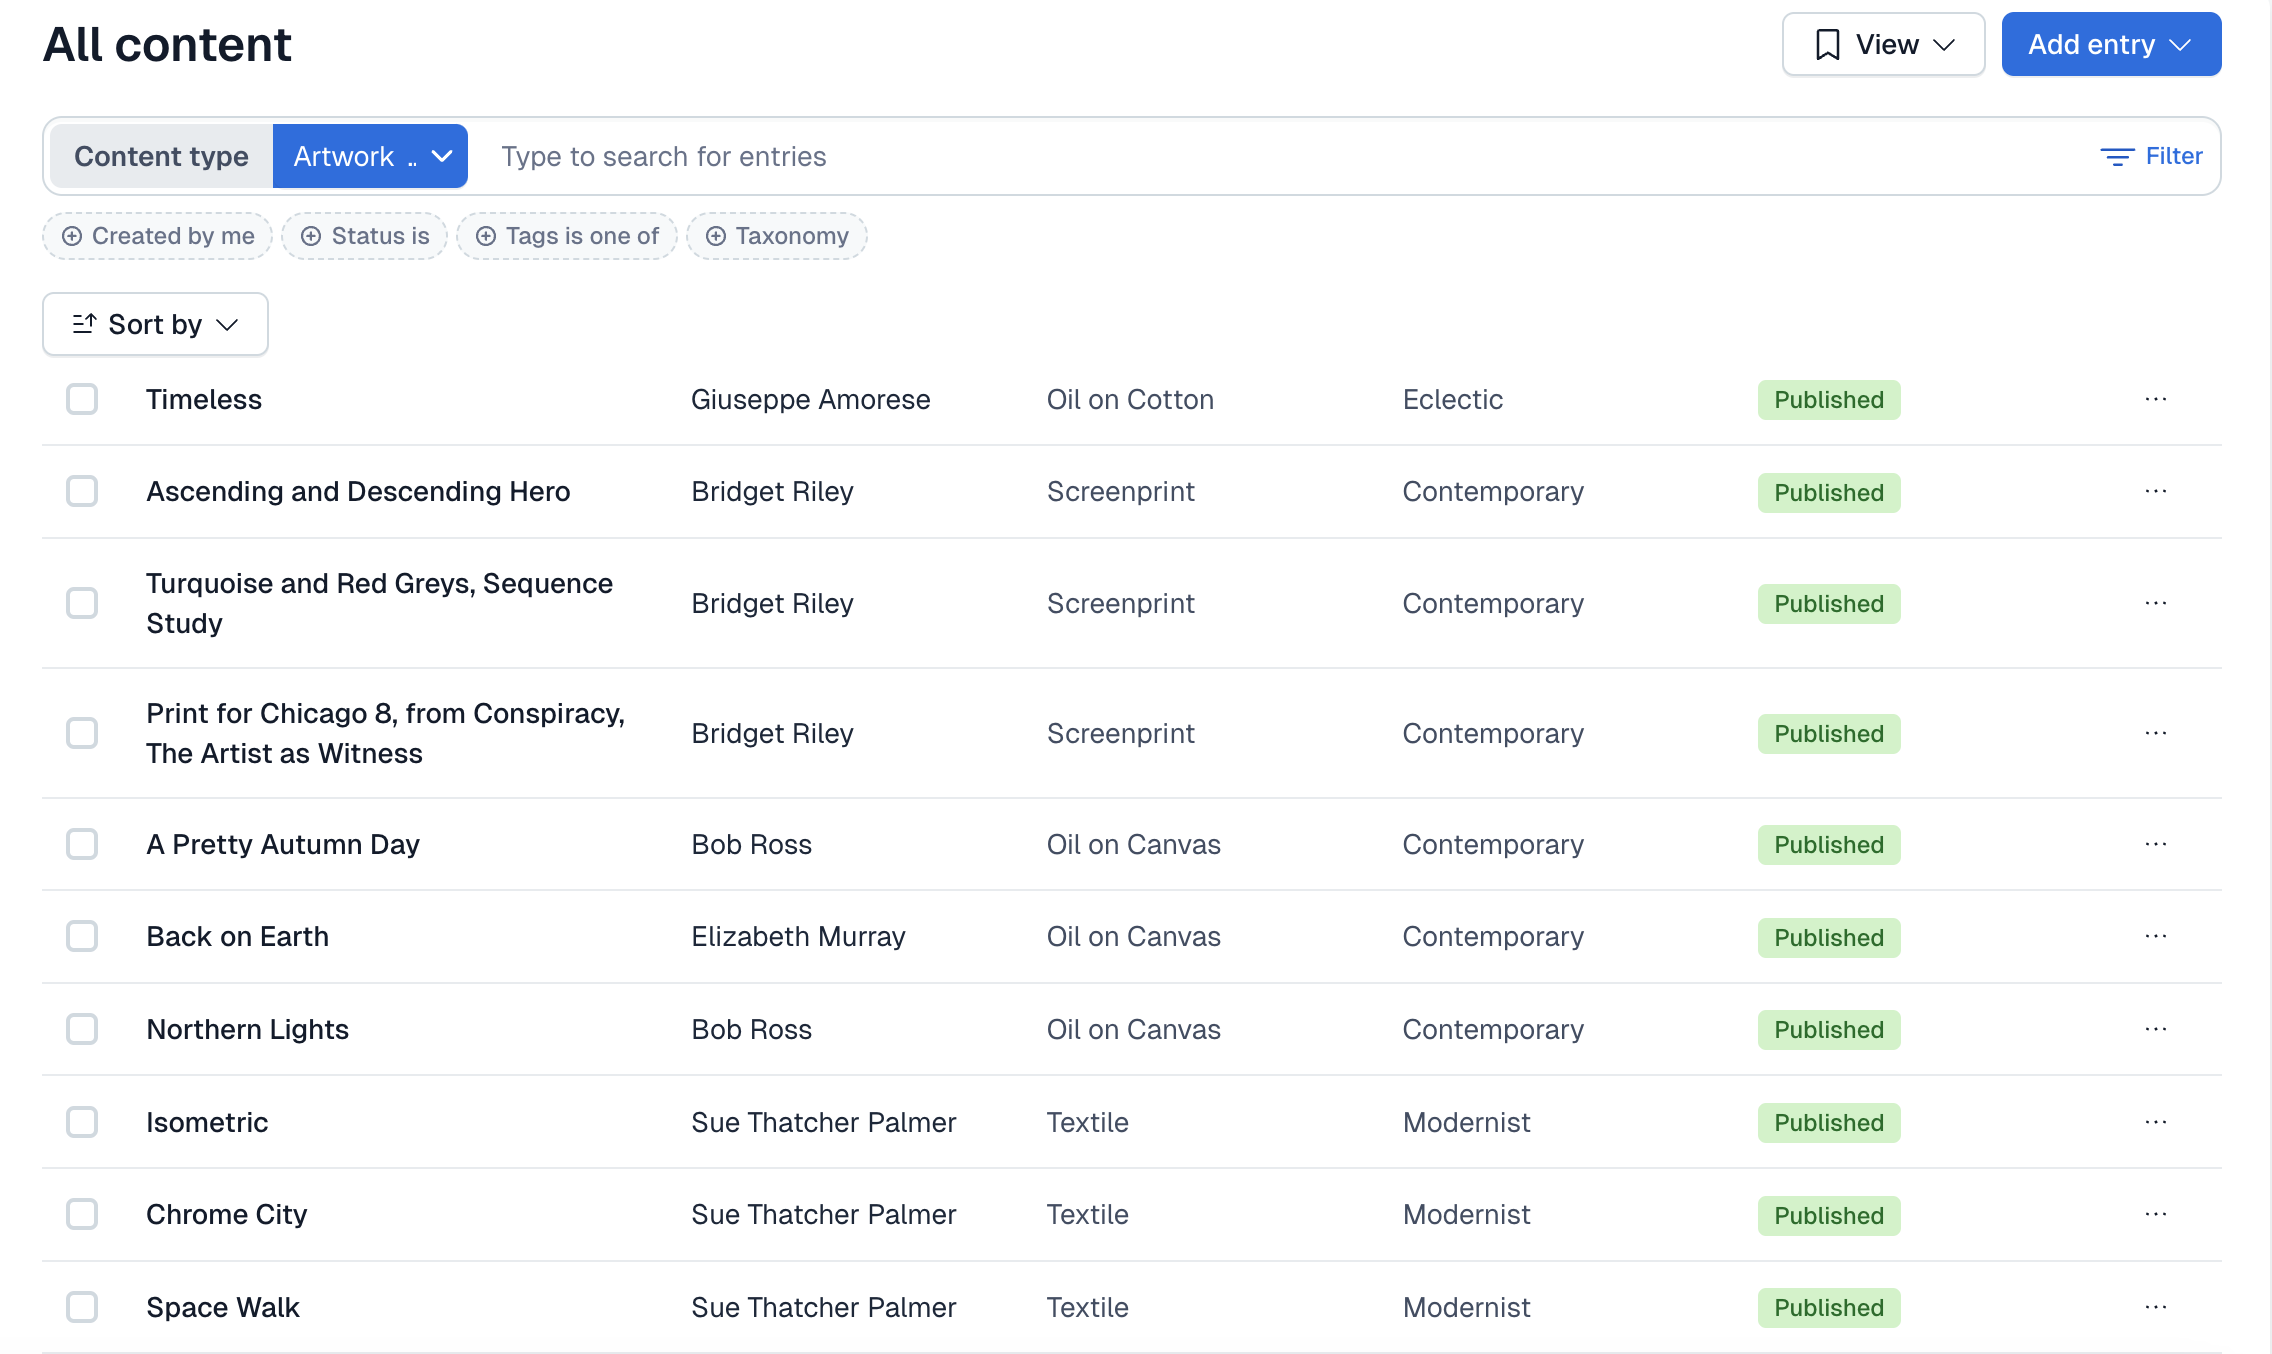 All content
View
Add entry
Content type
Artwork ..
Type to search for entries
Filter
Created by me
Status is
Tags is one of
Taxonomy
Sort by
Timeless Giuseppe Amorese Oil on Cotton Eclectic Published ...
Ascending and Descending Hero Bridget Riley Screenprint Contemporary Published ...
Turquoise and Red Greys, Sequence
Study
Bridget Riley Screenprint Contemporary Published ...
Print for Chicago 8, from Conspiracy,
The Artist as Witness
Bridget Riley Screenprint Contemporary Published ...
A Pretty Autumn Day Bob Ross Oil on Canvas Contemporary Published ...
Back on Earth Elizabeth Murray Oil on Canvas Contemporary Published ...
Northern Lights Bob Ross Oil on Canvas Contemporary Published ...
Isometric Sue Thatcher Palmer Textile Modernist Published ...
Chrome City Sue Thatcher Palmer Textile Modernist Published ...
Space Walk Sue Thatcher Palmer Textile Modernist Published ...